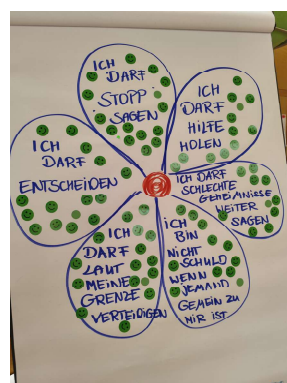 ICH
DARF
STOPP
SAGEN
ICH
DARF
HILFE
HOLEN
ICH DARF
SCHLECHTE
GEHEIMNISSE
WEITER
SAGEN
ICH
BIN
NICHT
SCHULD
WENN
JEMAND
GEMEIN ZU
MIR IST
ICH
DARF
LAUT
MEINE
GRENZE
VERTEIDIGEN
ICH
DARF
ENTSCHEIDEN